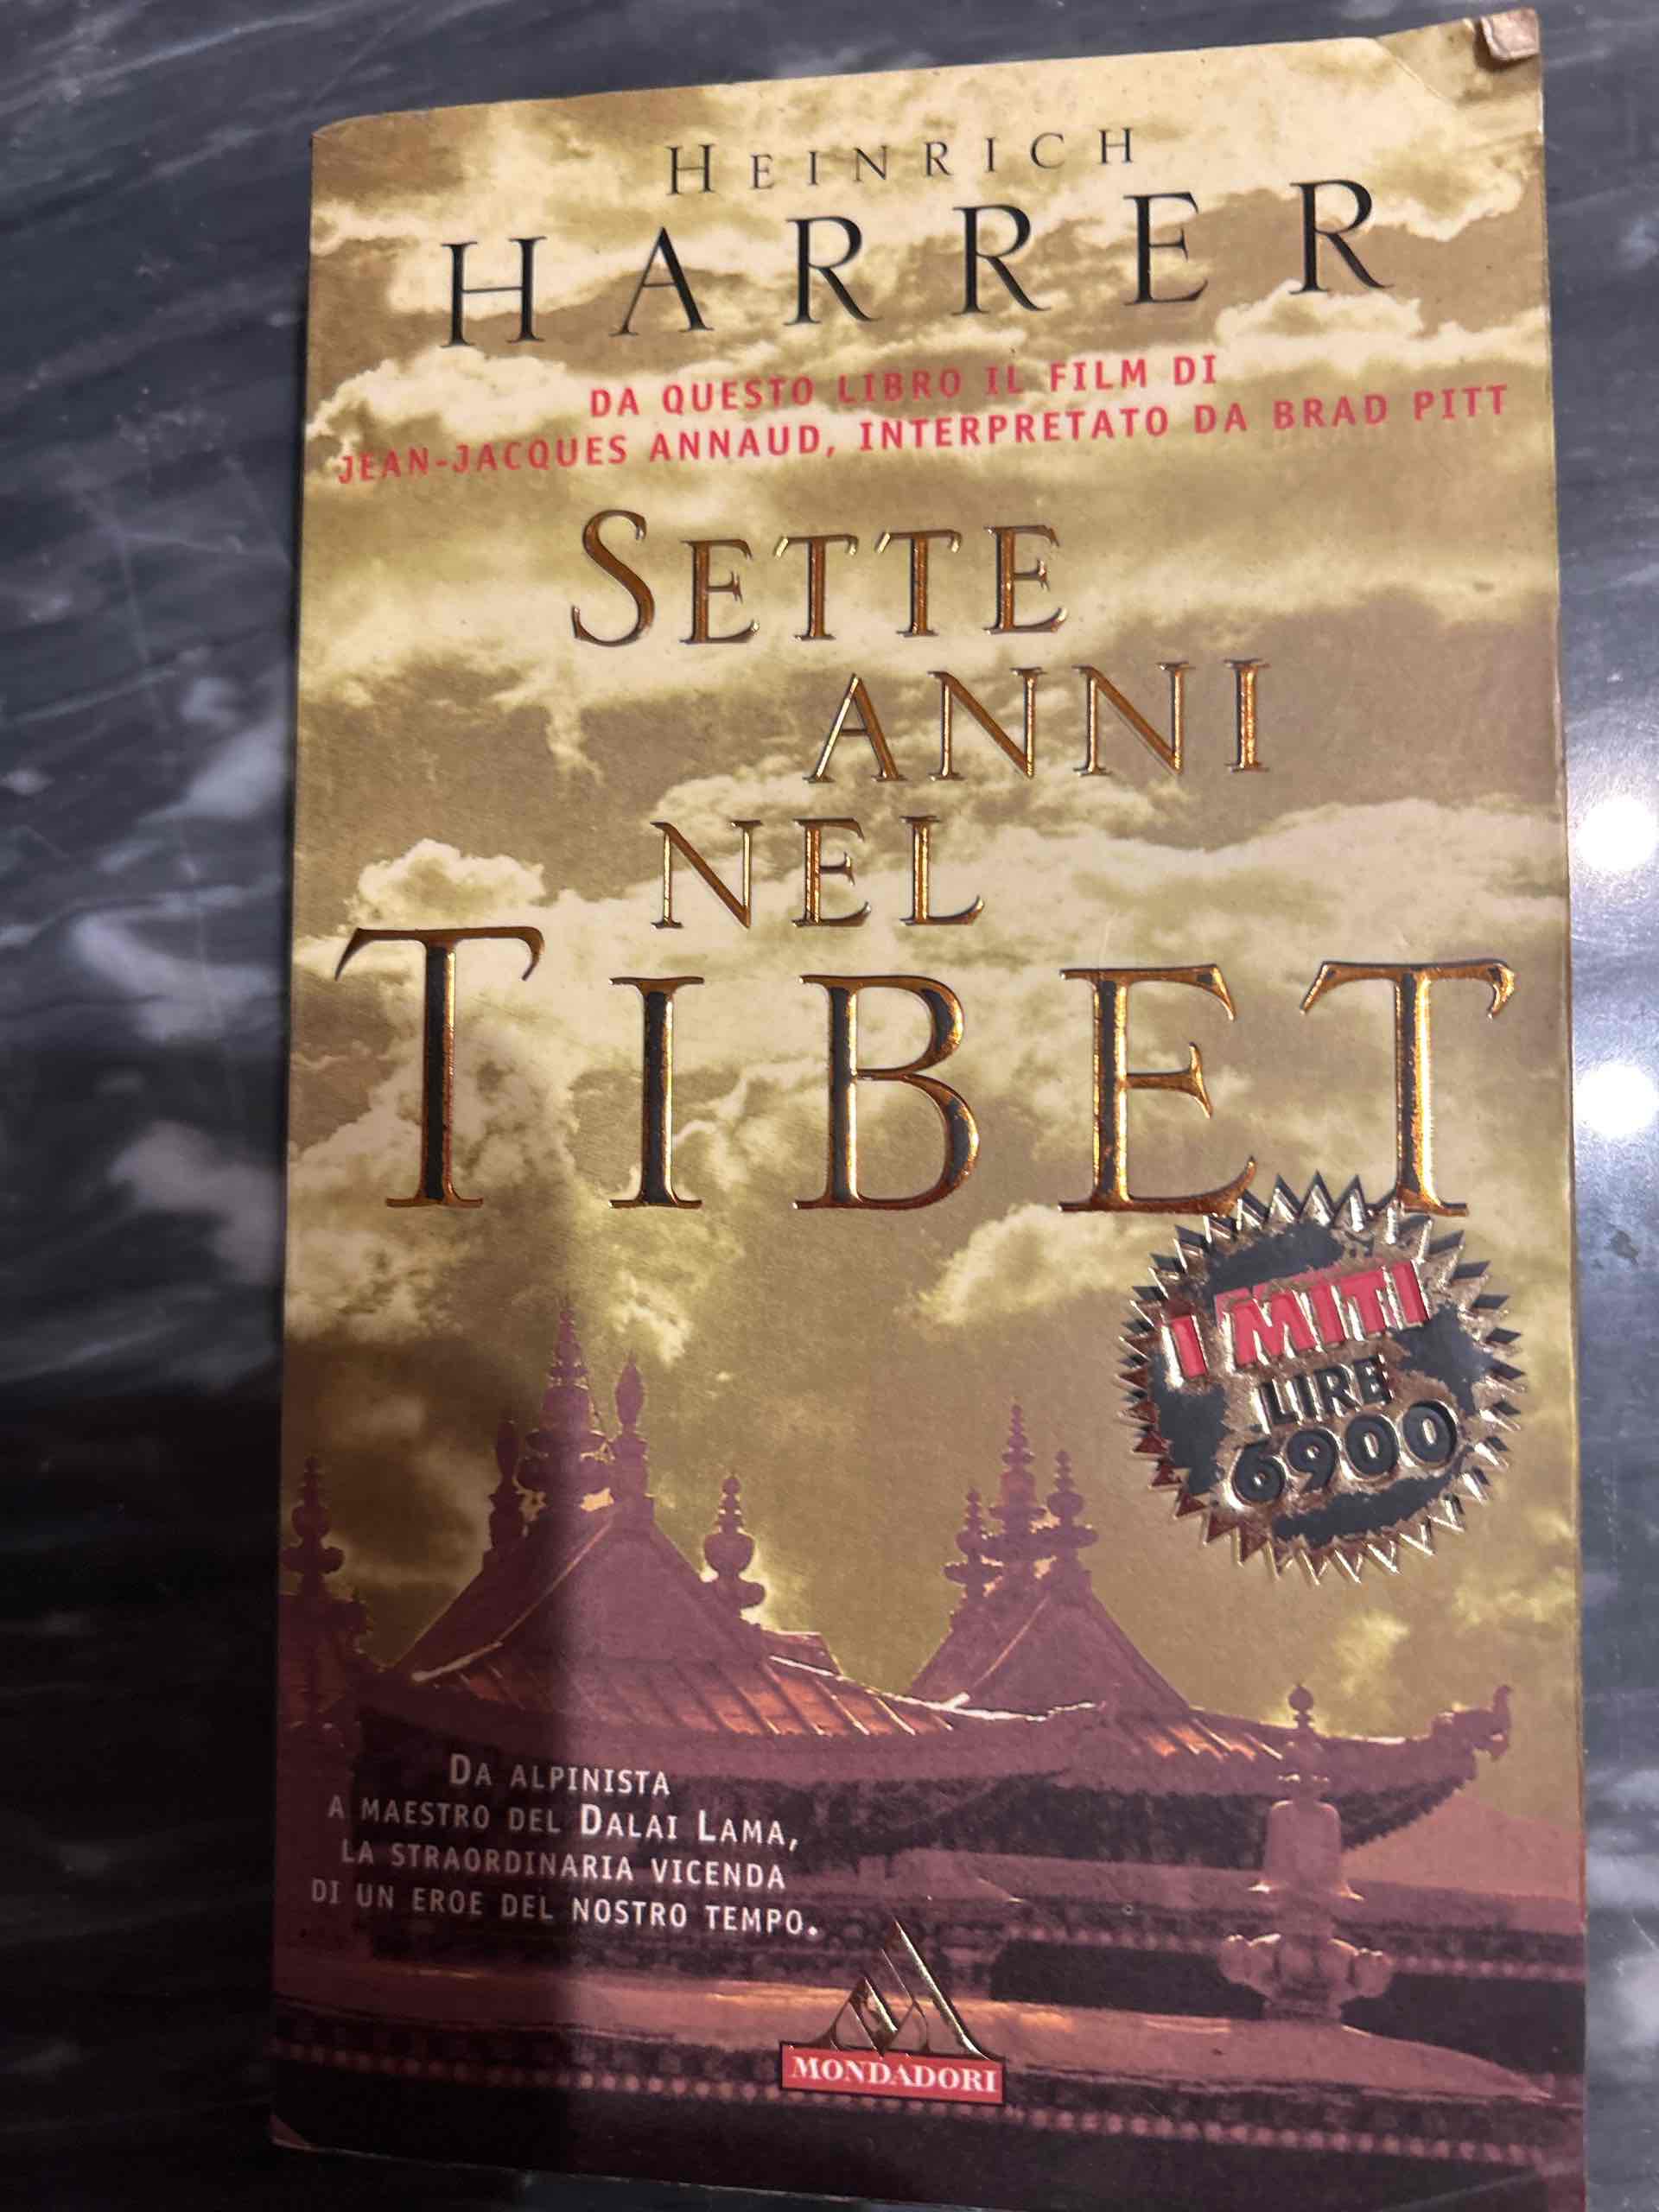 HEINRICH
HARRER
DA QUESTO LIBRO IL FILM DI
JEAN-JACQUES ANNAUD, INTERPRETATO DA BRAD PITT
SETTE
ANNI
NEL
TIBET
I MITI
LIRE
6900
DA ALPINISTA
A MAESTRO DEL DALAI LAMA,
LA STRAORDINARIA VICENDA
DI UN EROE DEL NOSTRO TEMPO.
MONDADORI